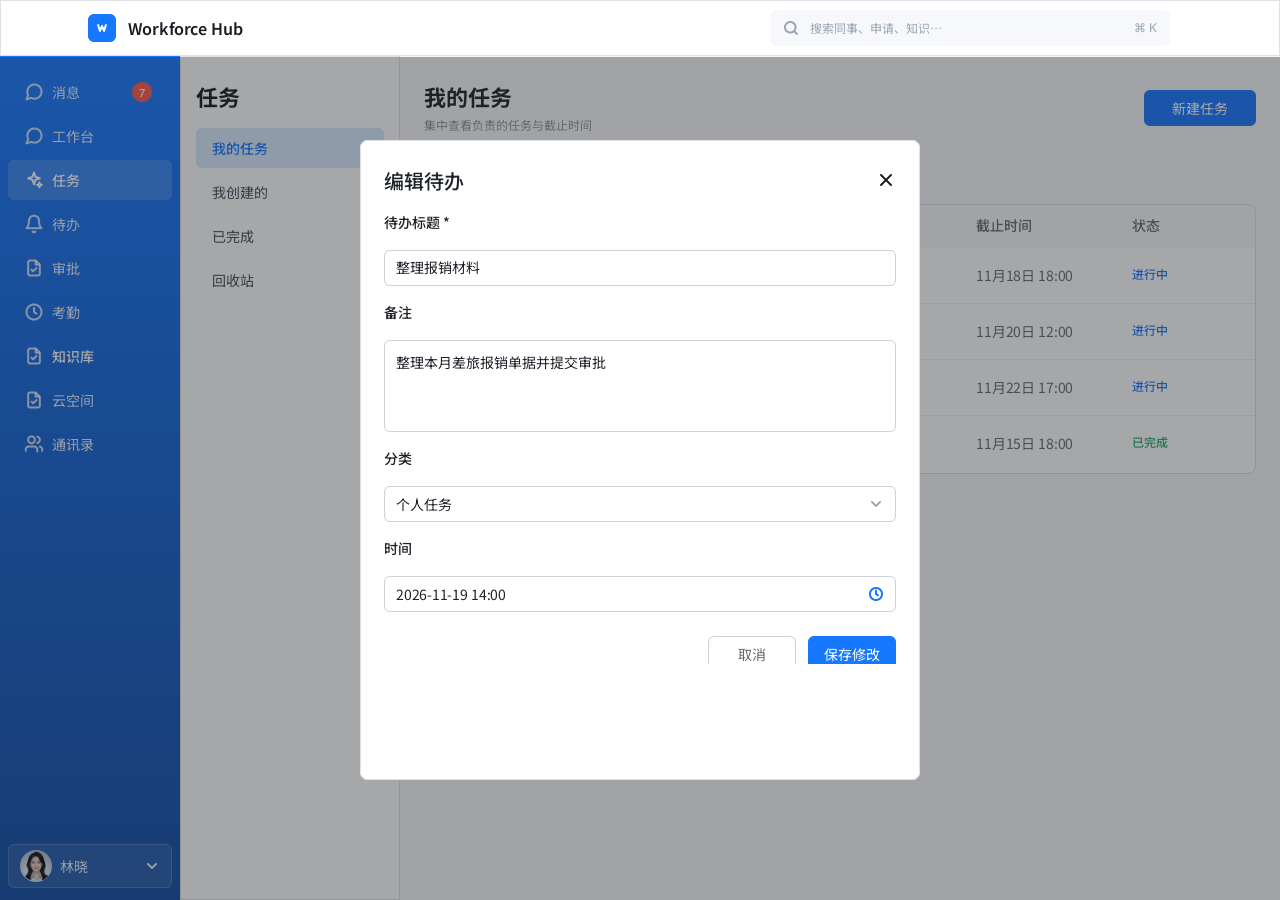 Workforce Hub
搜索同事、申请、知识…
⌘ K
消息
7
工作台
任务
待办
审批
考勤
知识库
云空间
通讯录
林晓
任务
我的任务
我创建的
已完成
回收站
我的任务
集中查看负责的任务与截止时间
新建任务
截止时间 状态
11月18日 18:00 进行中
11月20日 12:00 进行中
11月22日 17:00 进行中
11月15日 18:00 已完成
编辑待办
待办标题 *
整理报销材料
备注
整理本月差旅报销单据并提交审批
分类
个人任务
时间
2026-11-19 14:00
取消
保存修改